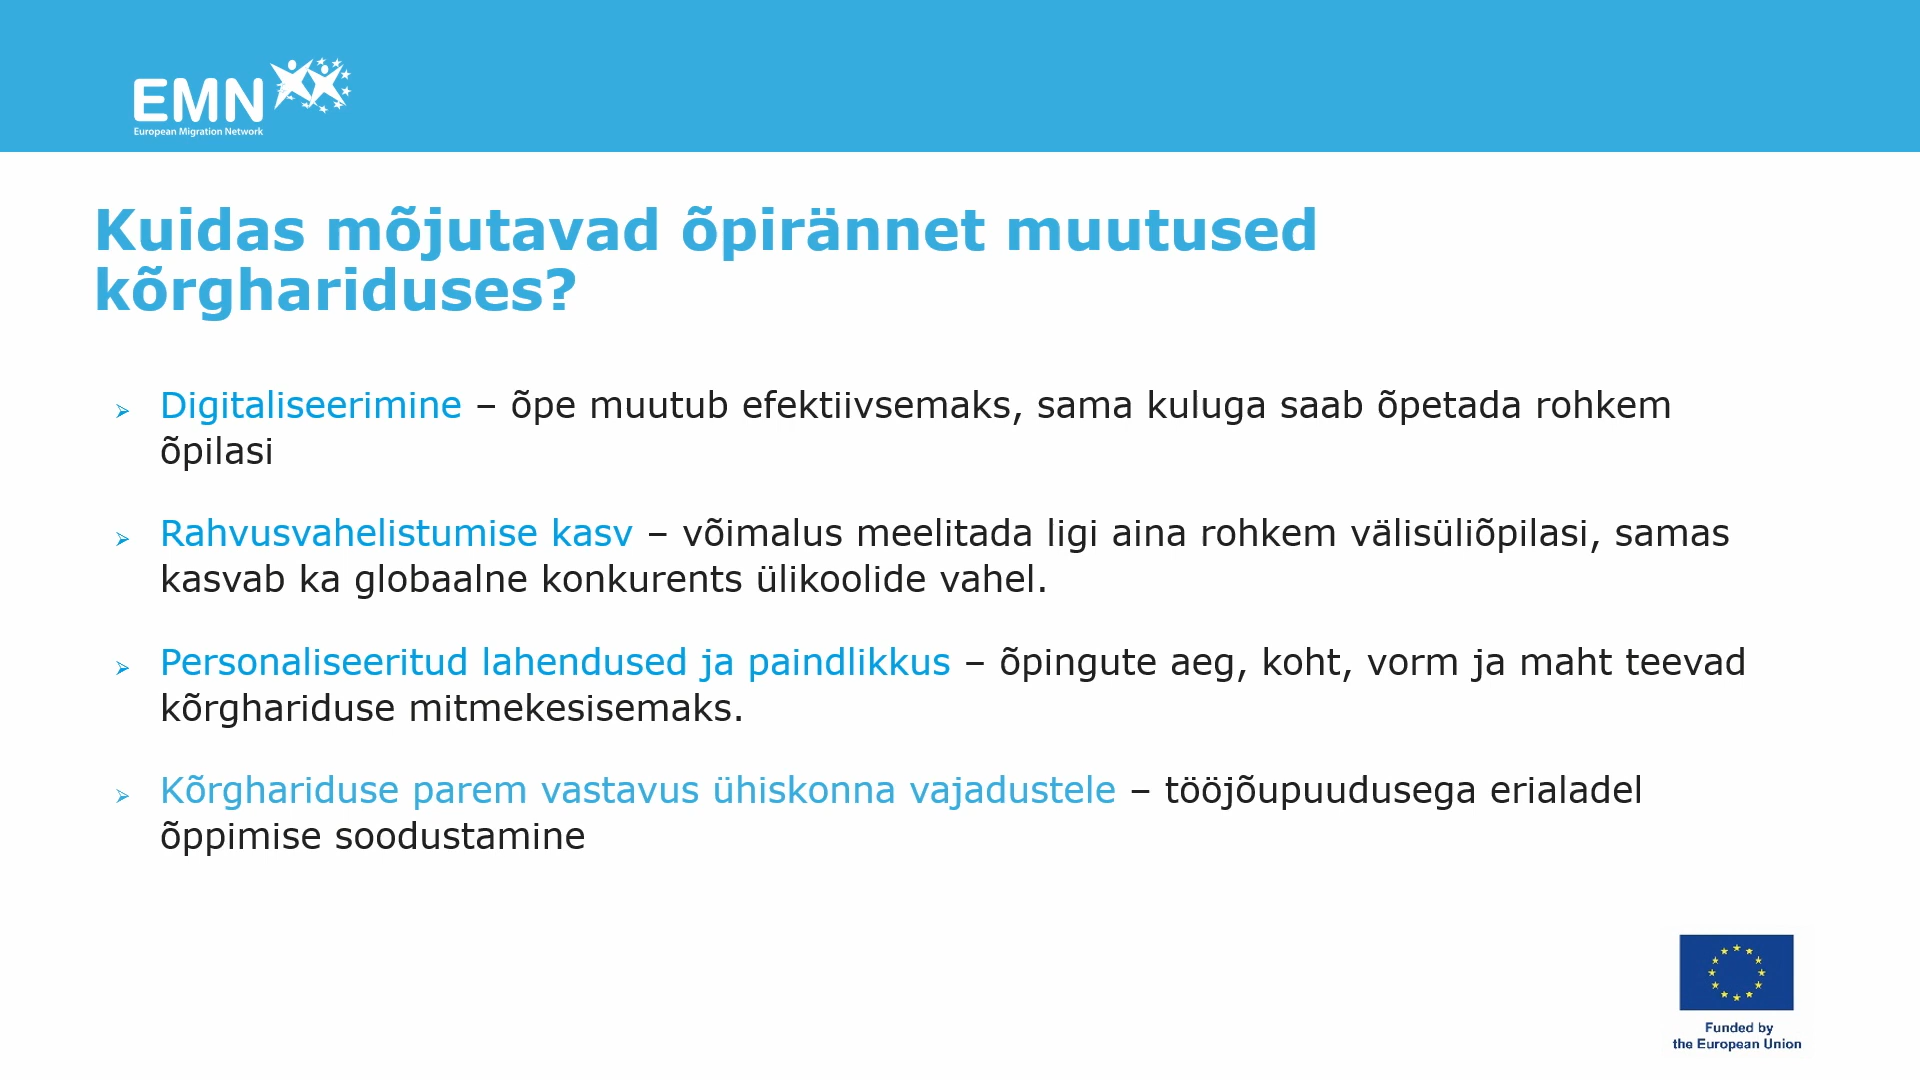 EMN
European Migration Network
Kuidas mõjutavad õpirännet muutused
kõrghariduses?
Digitaliseerimine – õpe muutub efektiivsemaks, sama kuluga saab õpetada rohkem
õpilasi
Rahvusvahelistumise kasv – võimalus meelitada ligi aina rohkem välisüliõpilasi, samas
kasvab ka globaalne konkurents ülikoolide vahel.
Personaliseeritud lahendused ja paindlikkus – õpingute aeg, koht, vorm ja maht teevad
kõrghariduse mitmekesisemaks.
Kõrghariduse parem vastavus ühiskonna vajadustele – tööjõupuudusega erialadel
õppimise soodustamine
Funded by
the European Union